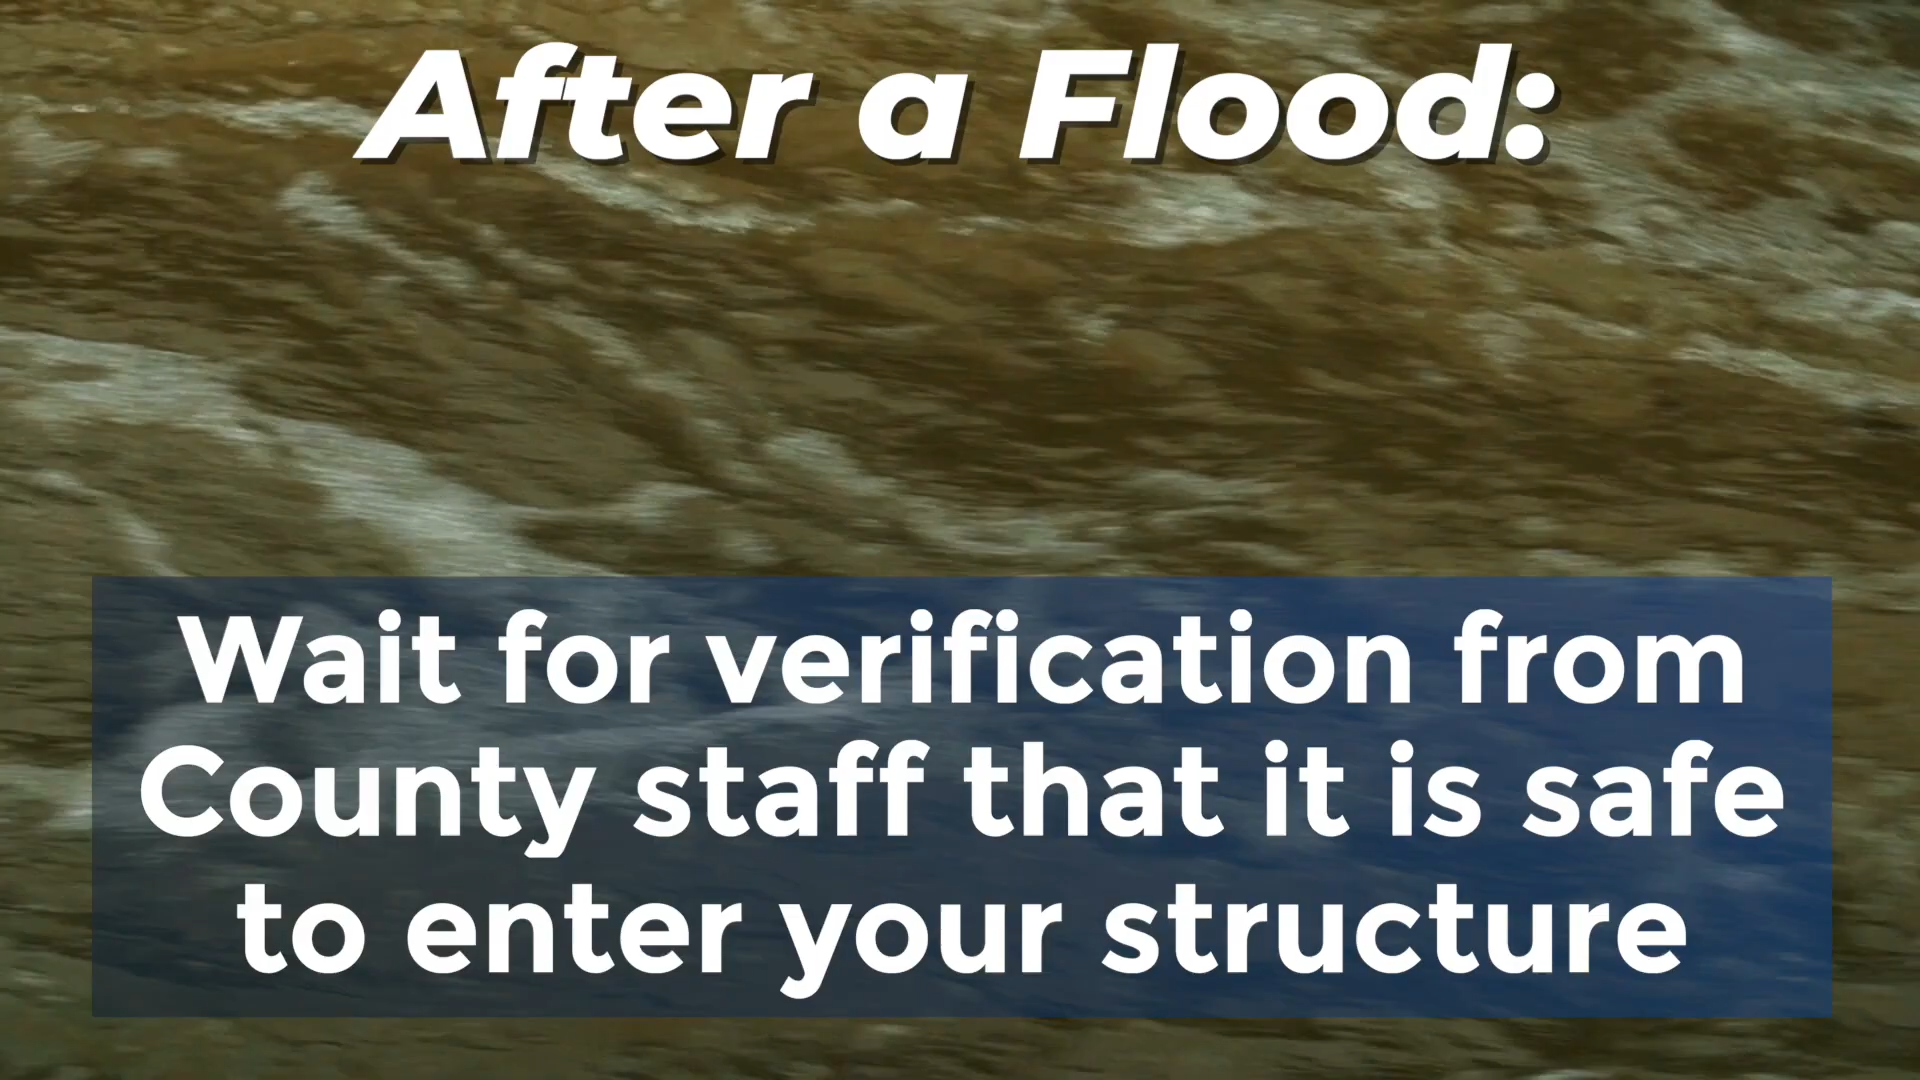 After a Flood:
Wait for verification from
County staff that it is safe
to enter your structure